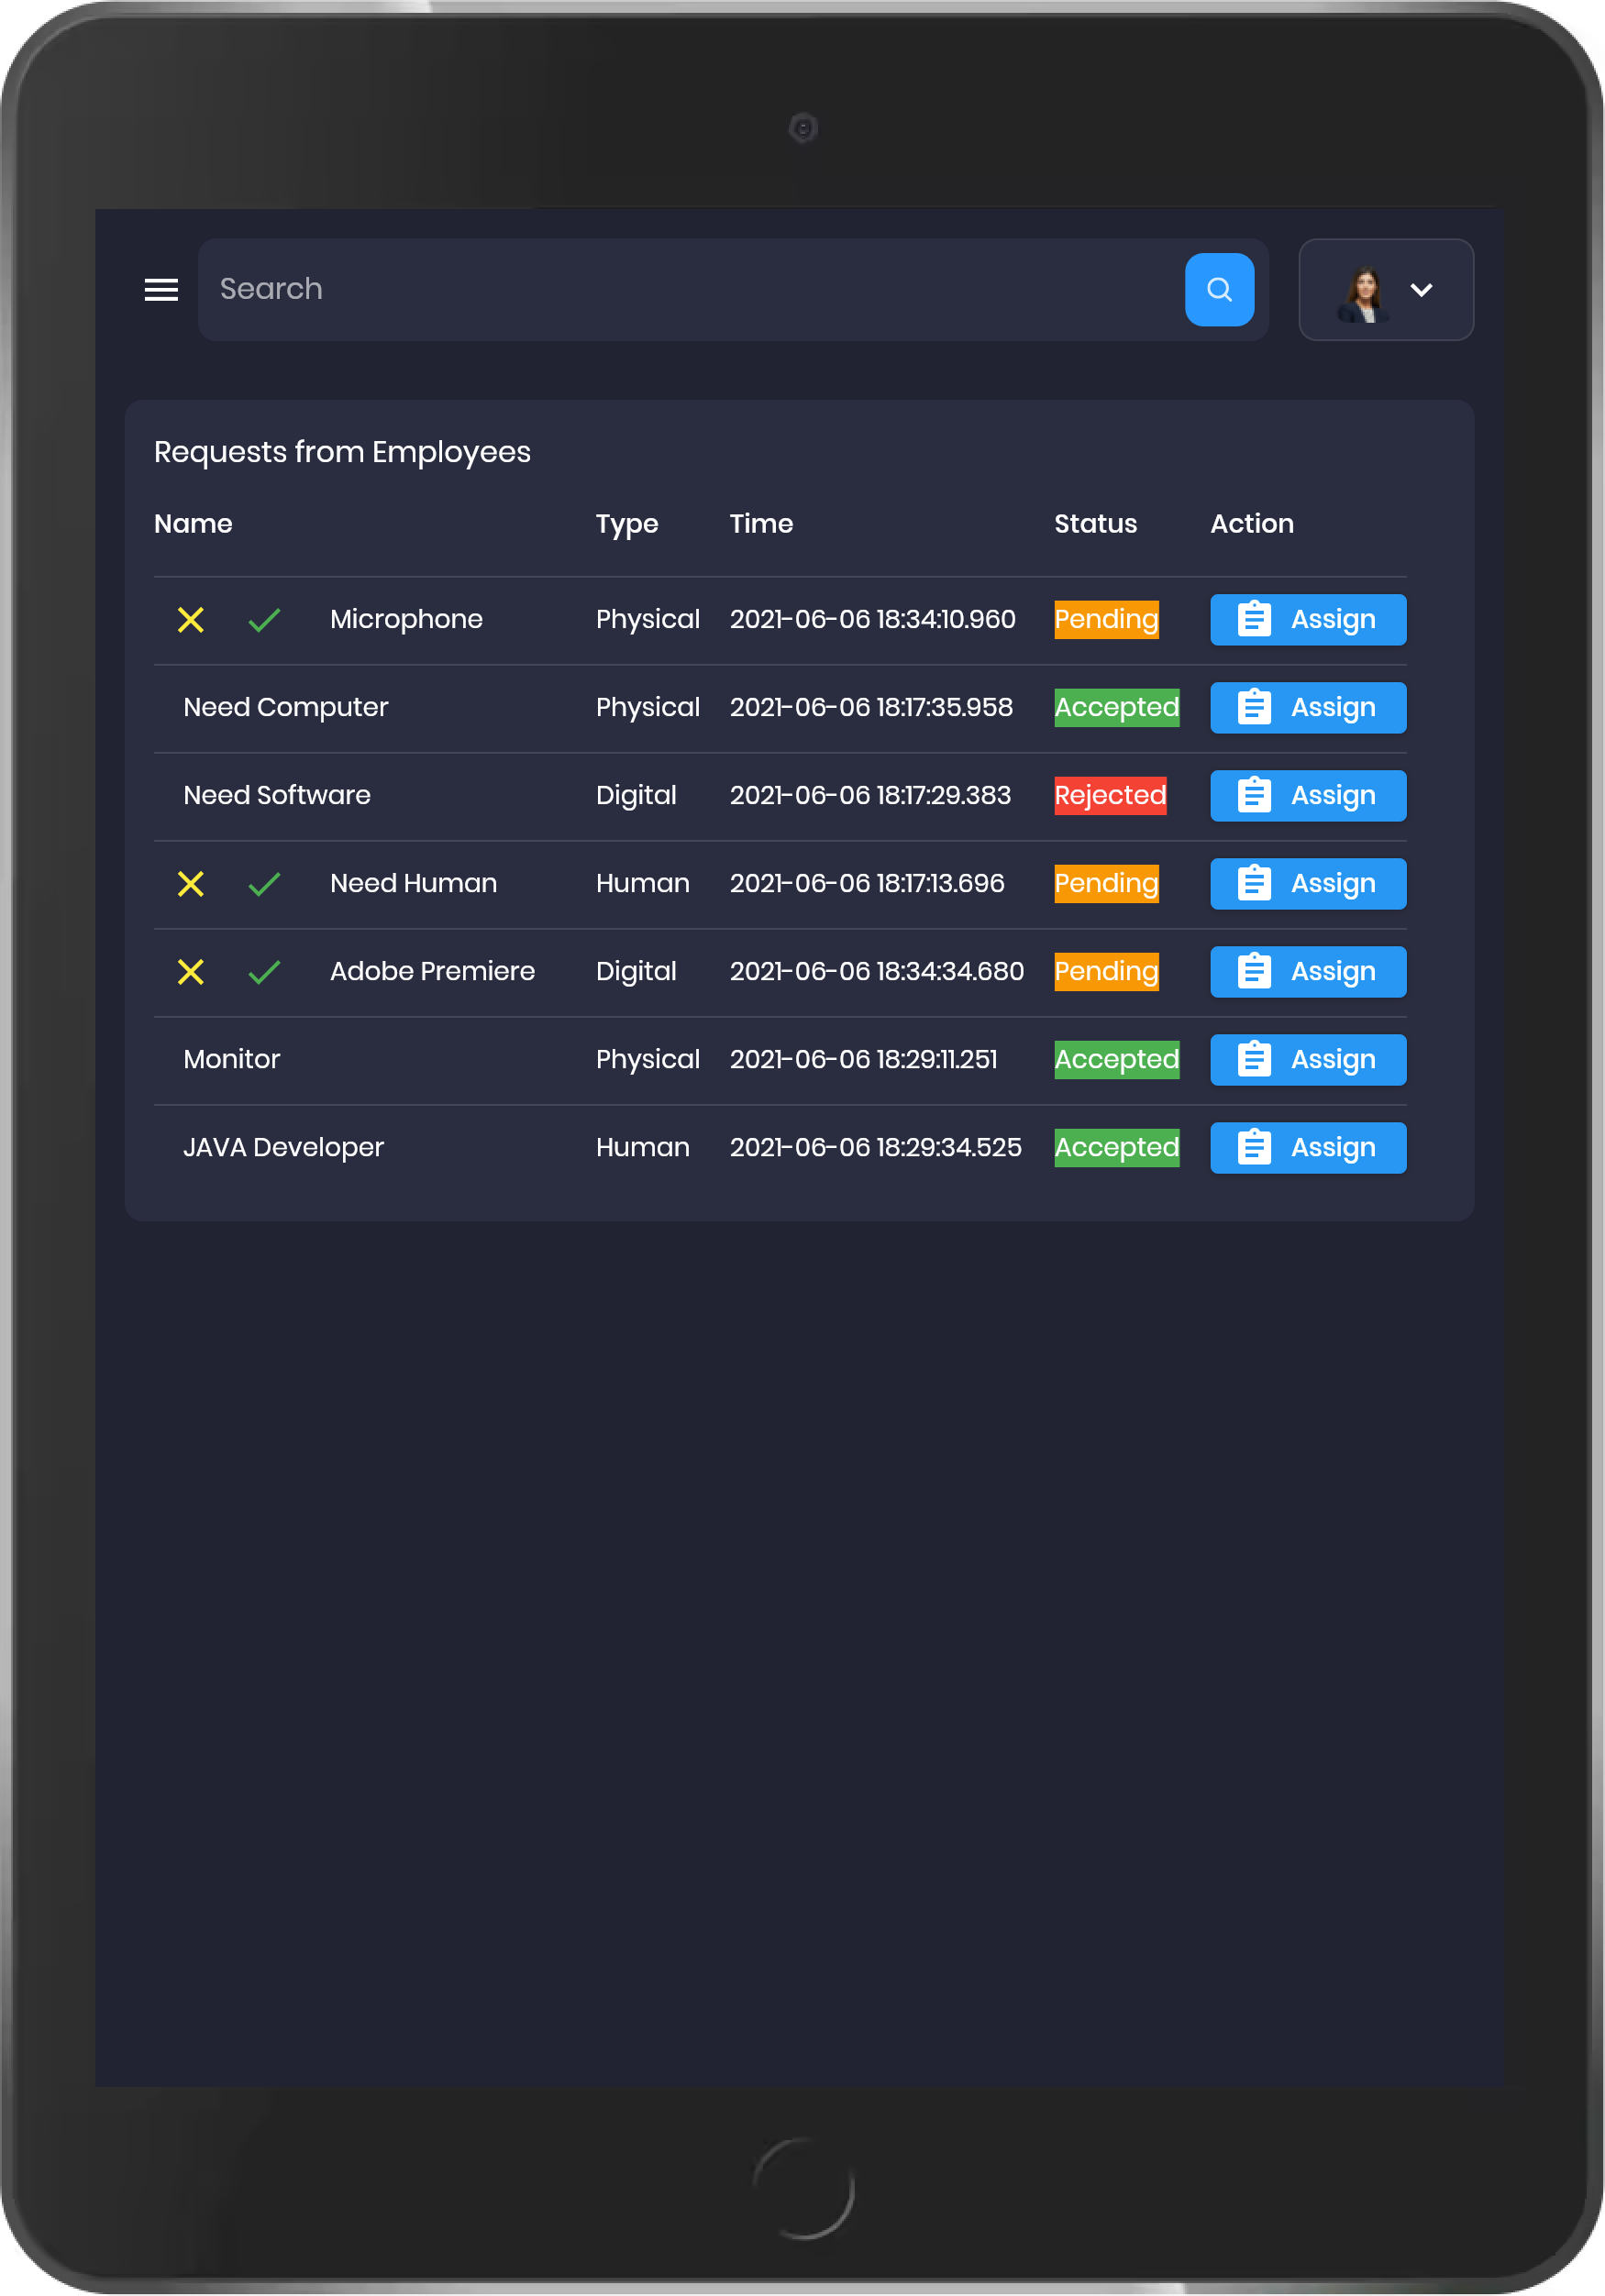 Search
Requests from Employees
Name Type Time Status Action
Microphone Physical 2021-06-06 18:34:10.960 Pending Assign
Need Computer Physical 2021-06-06 18:17:35.958 Accepted Assign
Need Software Digital 2021-06-06 18:17:29.383 Rejected Assign
Need Human Human 2021-06-06 18:17:13.696 Pending Assign
Adobe Premiere Digital 2021-06-06 18:34:34.680 Pending Assign
Monitor Physical 2021-06-06 18:29:11.251 Accepted Assign
JAVA Developer Human 2021-06-06 18:29:34.525 Accepted Assign